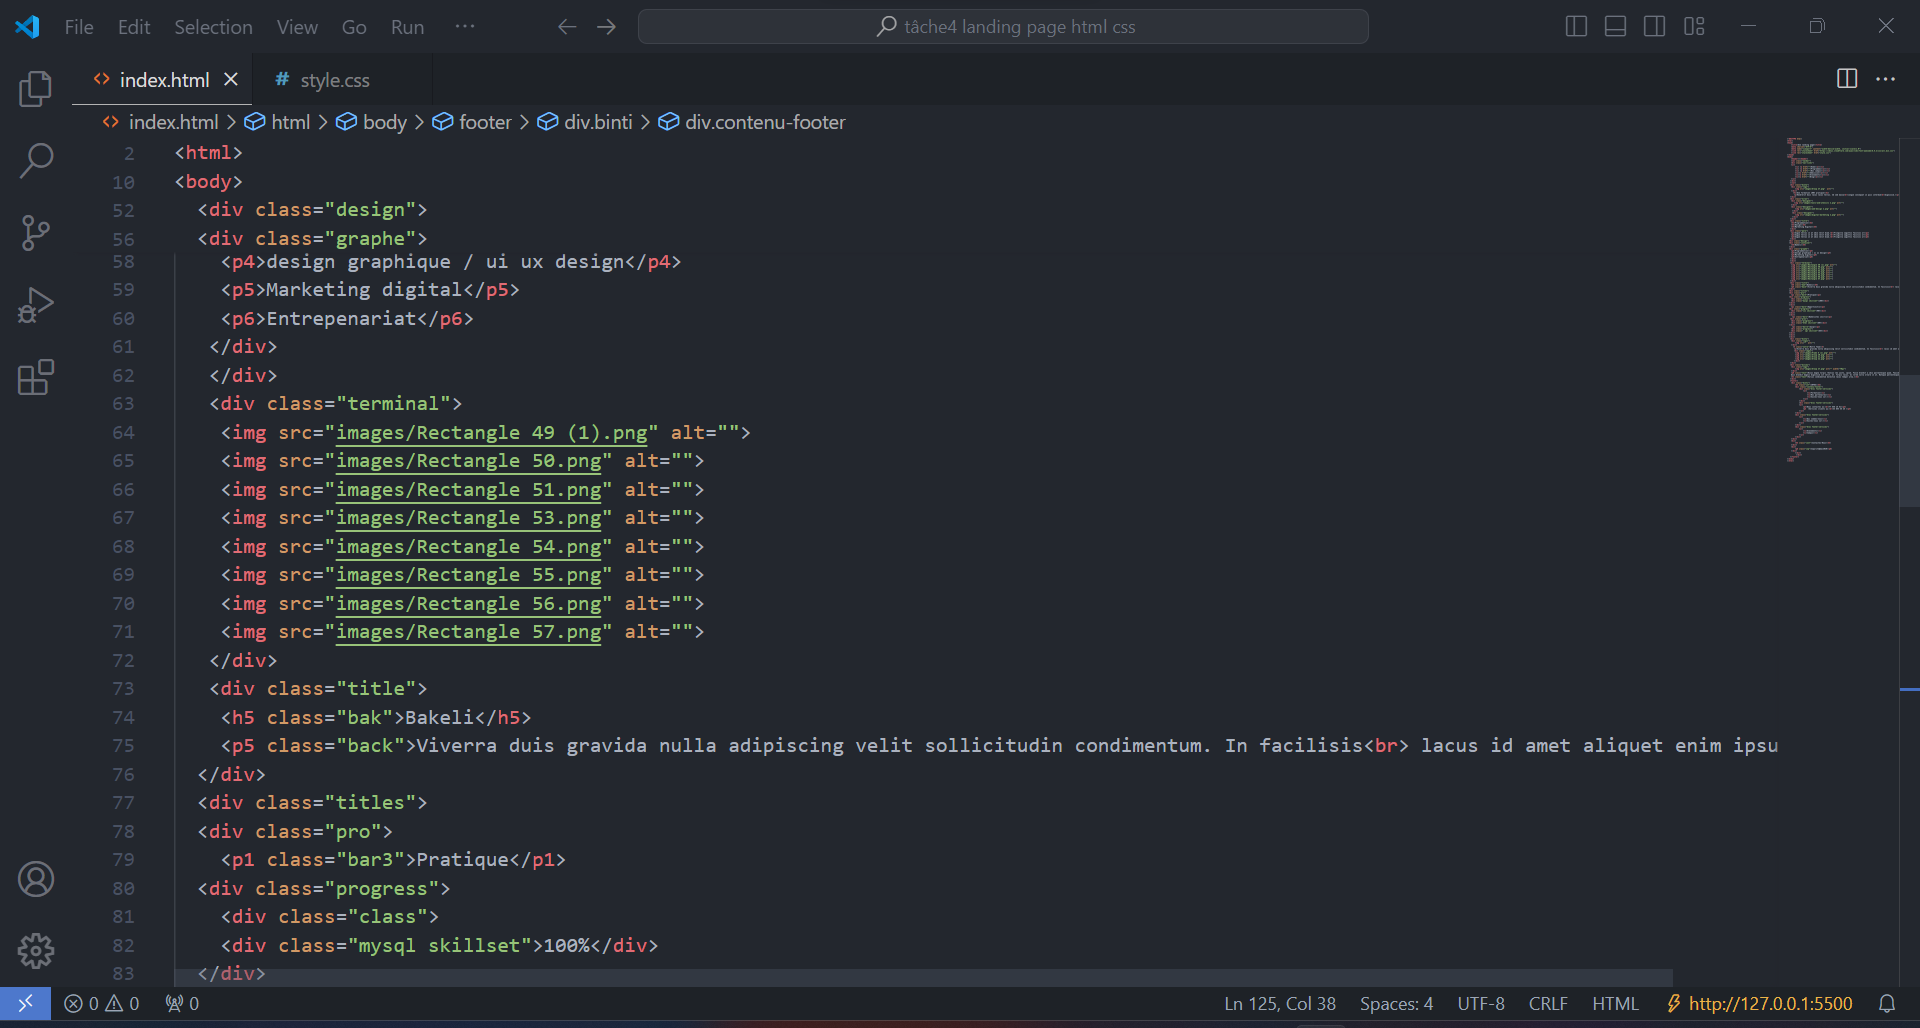 File Edit Selection View Go Run ··· tâche4 landing page html css
index.html style.css
index.html > html > body > footer > div.binti > div.contenu-footer
2 <html>
10 <body>
52 <div class="design">
56 <div class="graphe">
58 <p4>design graphique / ui ux design</p4>
59 <p5>Marketing digital</p5>
60 <p6>Entrepenariat</p6>
61 </div>
62 </div>
63 <div class="terminal">
64 <img src="images/Rectangle 49 (1).png" alt="">
65 <img src="images/Rectangle 50.png" alt="">
66 <img src="images/Rectangle 51.png" alt="">
67 <img src="images/Rectangle 53.png" alt="">
68 <img src="images/Rectangle 54.png" alt="">
69 <img src="images/Rectangle 55.png" alt="">
70 <img src="images/Rectangle 56.png" alt="">
71 <img src="images/Rectangle 57.png" alt="">
72 </div>
73 <div class="title">
74 <h5 class="bak">Bakeli</h5>
75 <p5 class="back">Viverra duis gravida nulla adipiscing velit sollicitudin condimentum. In facilisis<br> lacus id amet aliquet enim ipsu
76 </div>
77 <div class="titles">
78 <div class="pro">
79 <p1 class="bar3">Pratique</p1>
80 <div class="progress">
81 <div class="class">
82 <div class="mysql skillset">100%</div>
83 </div>
0 0 0 Ln 125, Col 38 Spaces: 4 UTF-8 CRLF HTML http://127.0.0.1:5500